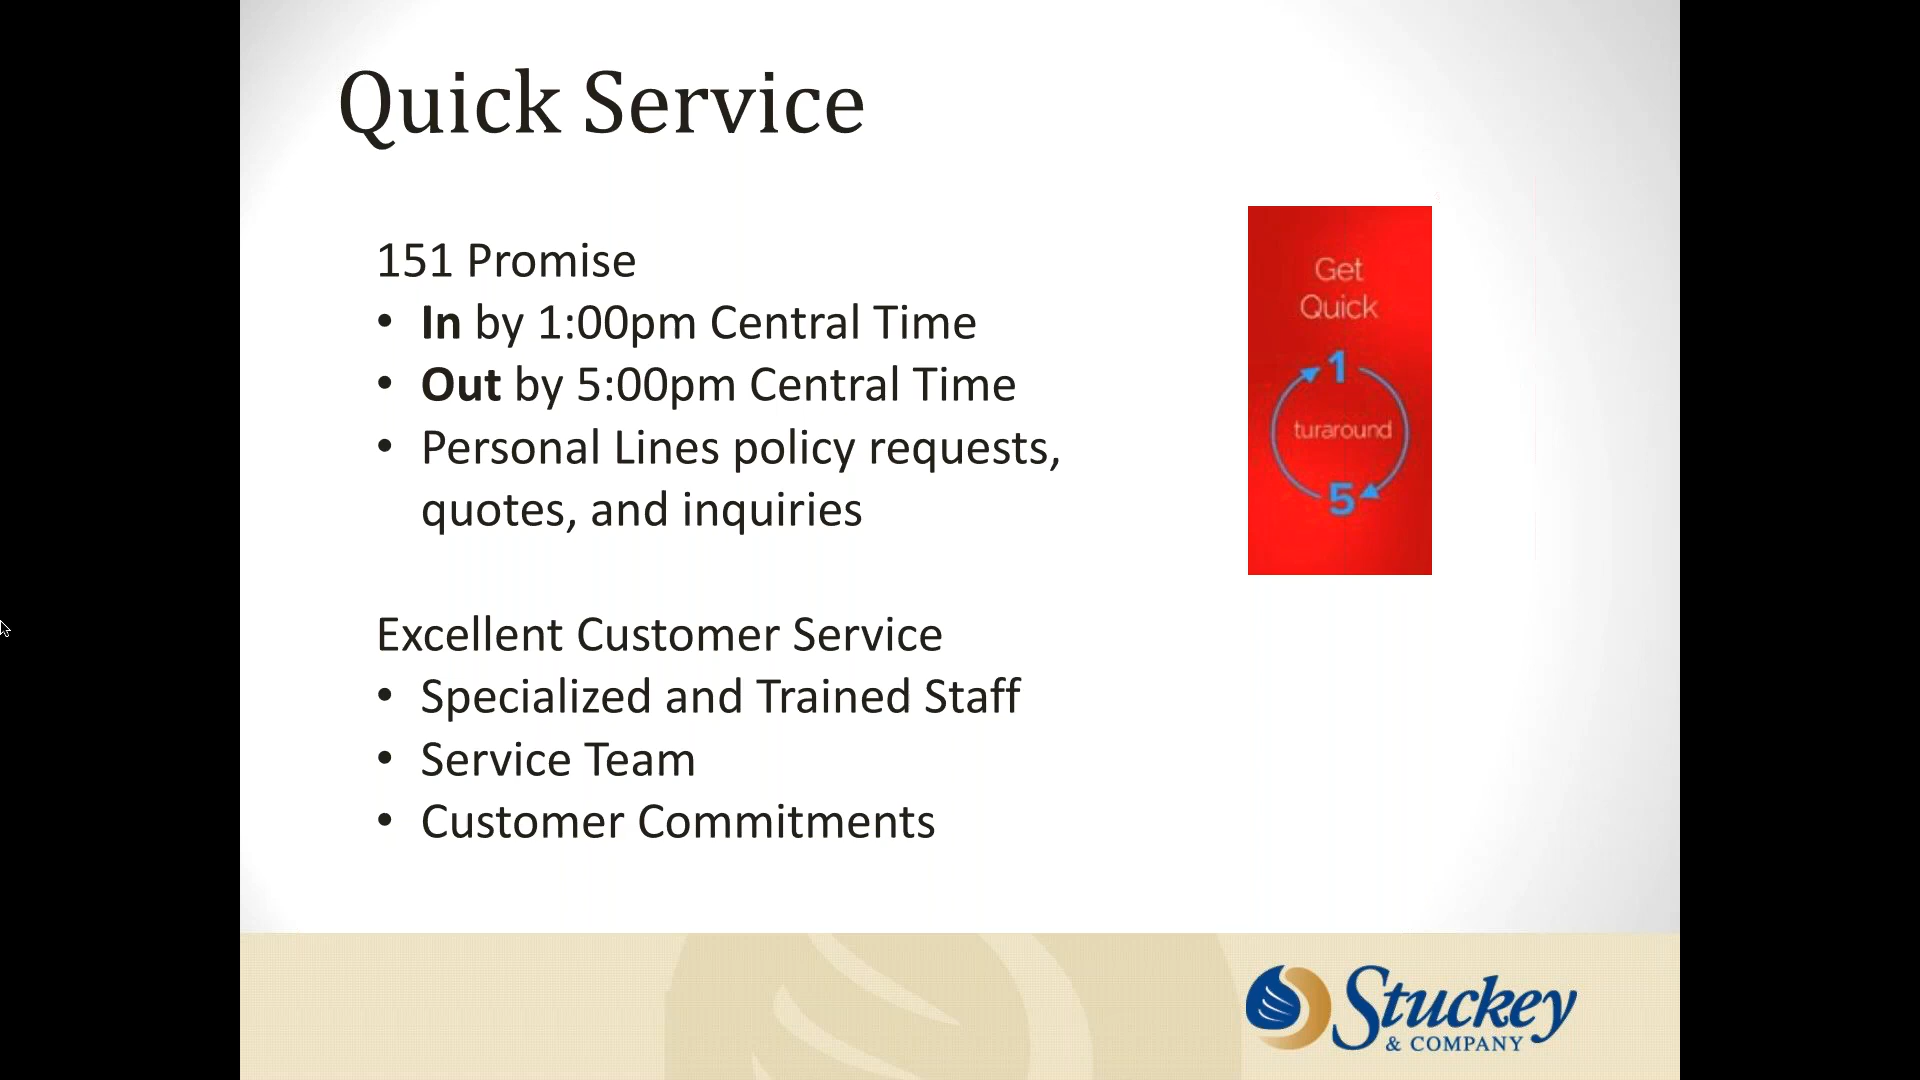 Quick Service
151 Promise
• In by 1:00pm Central Time
• Out by 5:00pm Central Time
• Personal Lines policy requests,
quotes, and inquiries
Get
Quick
1
turaround
5
Excellent Customer Service
• Specialized and Trained Staff
• Service Team
• Customer Commitments
Stuckey
& COMPANY